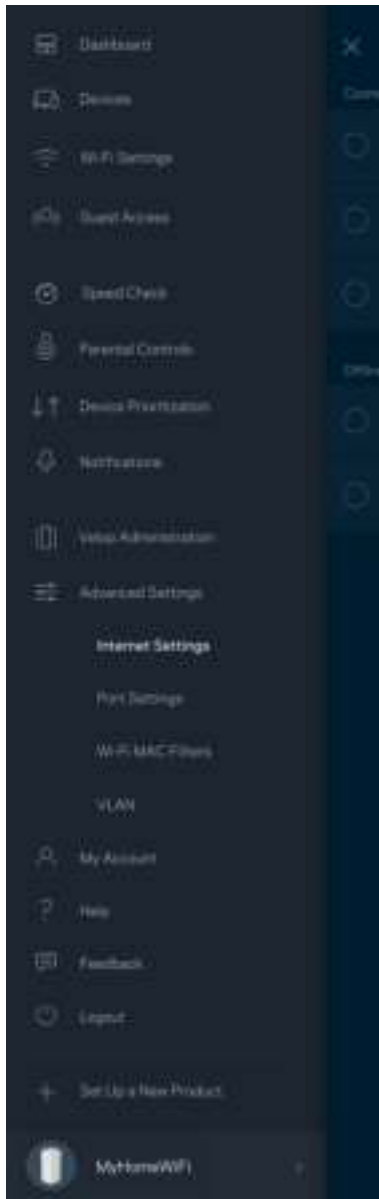 Dashboard
Devices
Wi-Fi Settings
Guest Access
Speed Check
Parental Controls
Device Prioritization
Notifications
Velop Administration
Advanced Settings
Internet Settings
Port Settings
Wi-Fi MAC Filters
VLAN
My Account
Help
Feedback
Logout
Set Up a New Product
MyHomeWiFi
Offline